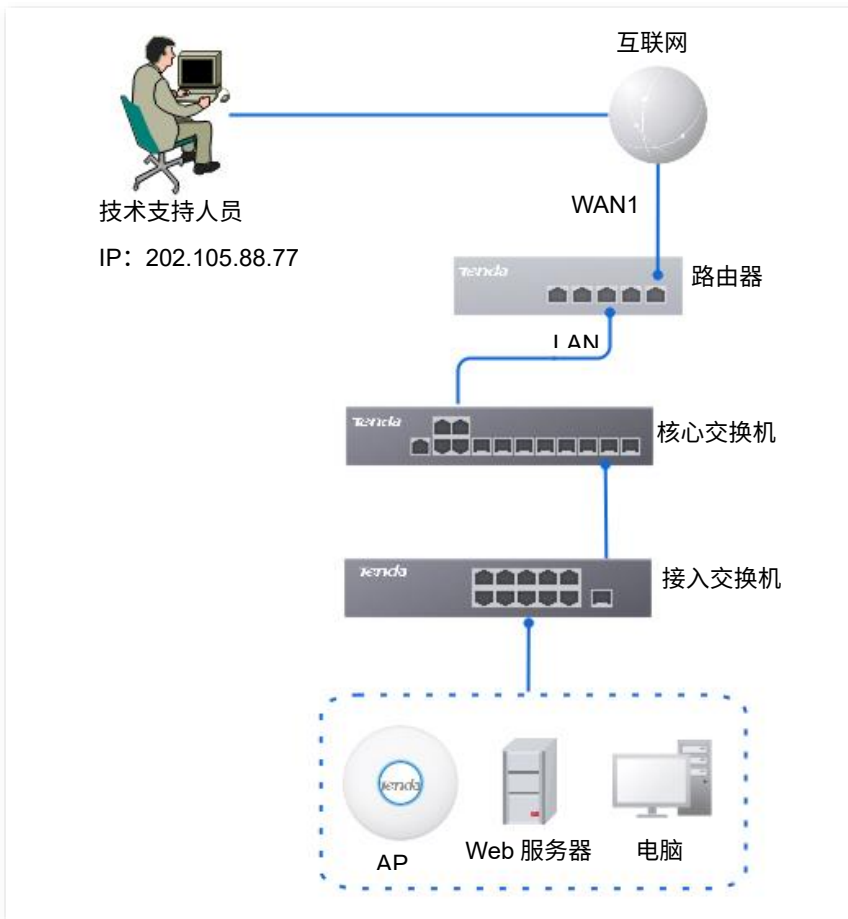 互联网
技术支持人员
IP：202.105.88.77
WAN1
Tenda
路由器
LAN
Tenda
核心交换机
Tenda
接入交换机
Tenda
AP
Web 服务器
电脑